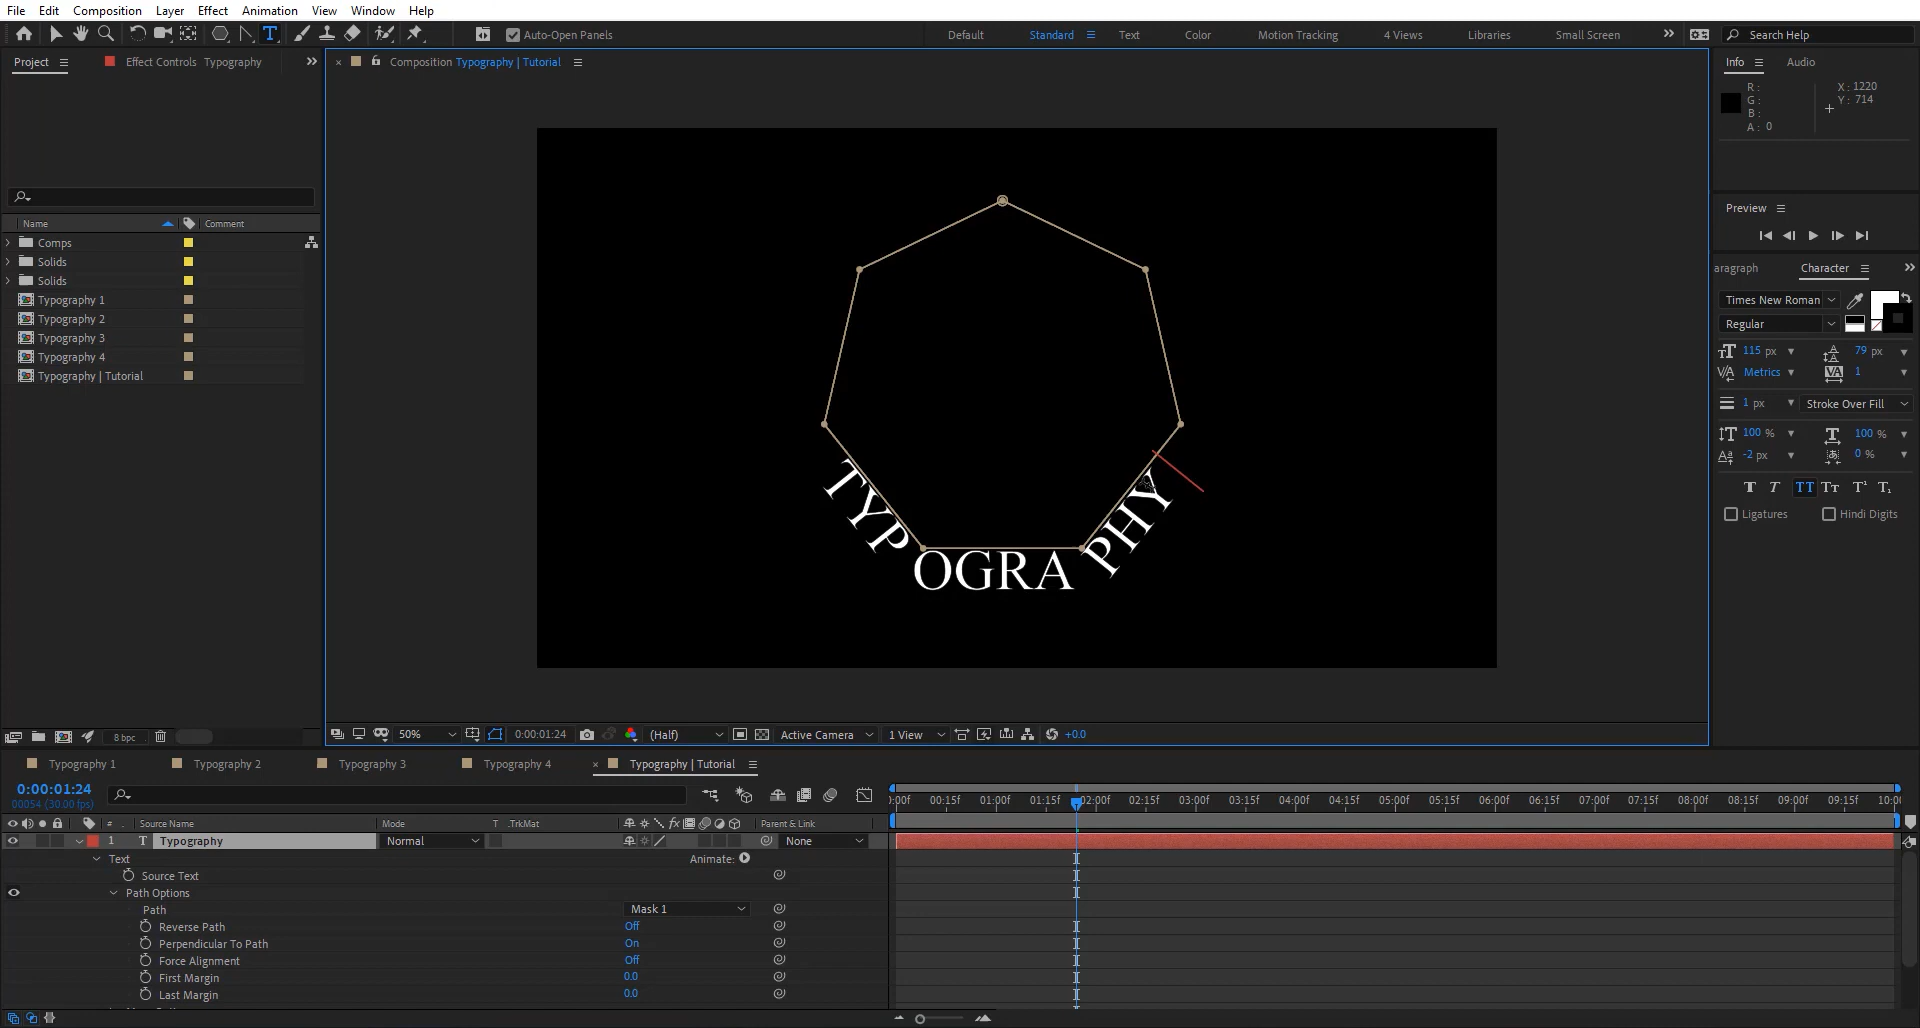 File Edit Composition Layer Effect Animation View Window Help
Auto-Open Panels
Default Standard Text Color Motion Tracking 4 Views Libraries Small Screen Search Help
Project Effect Controls Typography
Composition Typography | Tutorial
Info Audio
R :
G :
B :
A : 0
X : 1220
Y : 714
Name Comment
Comps
Solids
Solids
Typography 1
Typography 2
Typography 3
Typography 4
Typography | Tutorial
TYP OGRA PHY
Preview
aragraph Character
Times New Roman
Regular
115 px 79 px
Metrics 1
1 px Stroke Over Fill
100 % 100 %
-2 px 0 %
T T TT Tт T¹ T₁
Ligatures Hindi Digits
8 bpc
50% 0:00:01:24 (Half) Active Camera 1 View +0.0
Typography 1 Typography 2 Typography 3 Typography 4 Typography | Tutorial
0:00:01:24
00054 (30.00 fps)
:00f 00:15f 01:00f 01:15f 02:00f 02:15f 03:00f 03:15f 04:00f 04:15f 05:00f 05:15f 06:00f 06:15f 07:00f 07:15f 08:00f 08:15f 09:00f 09:15f 10:00
# Source Name Mode T .TrkMat fx Parent & Link
1 T Typography Normal None
Text Animate:
Source Text
Path Options
Path Mask 1
Reverse Path Off
Perpendicular To Path On
Force Alignment Off
First Margin 0.0
Last Margin 0.0